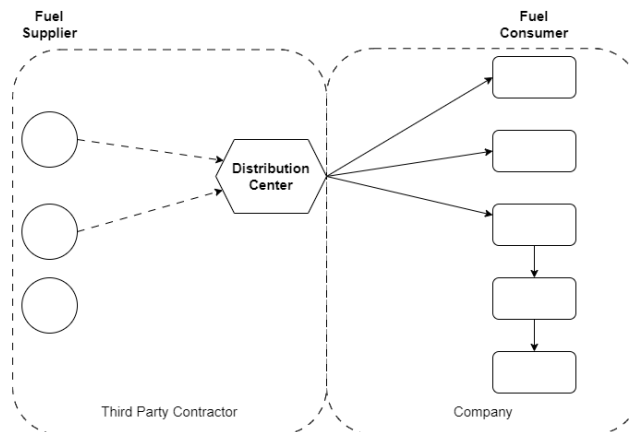 Fuel
Supplier
Fuel
Consumer
Distribution
Center
Third Party Contractor
Company